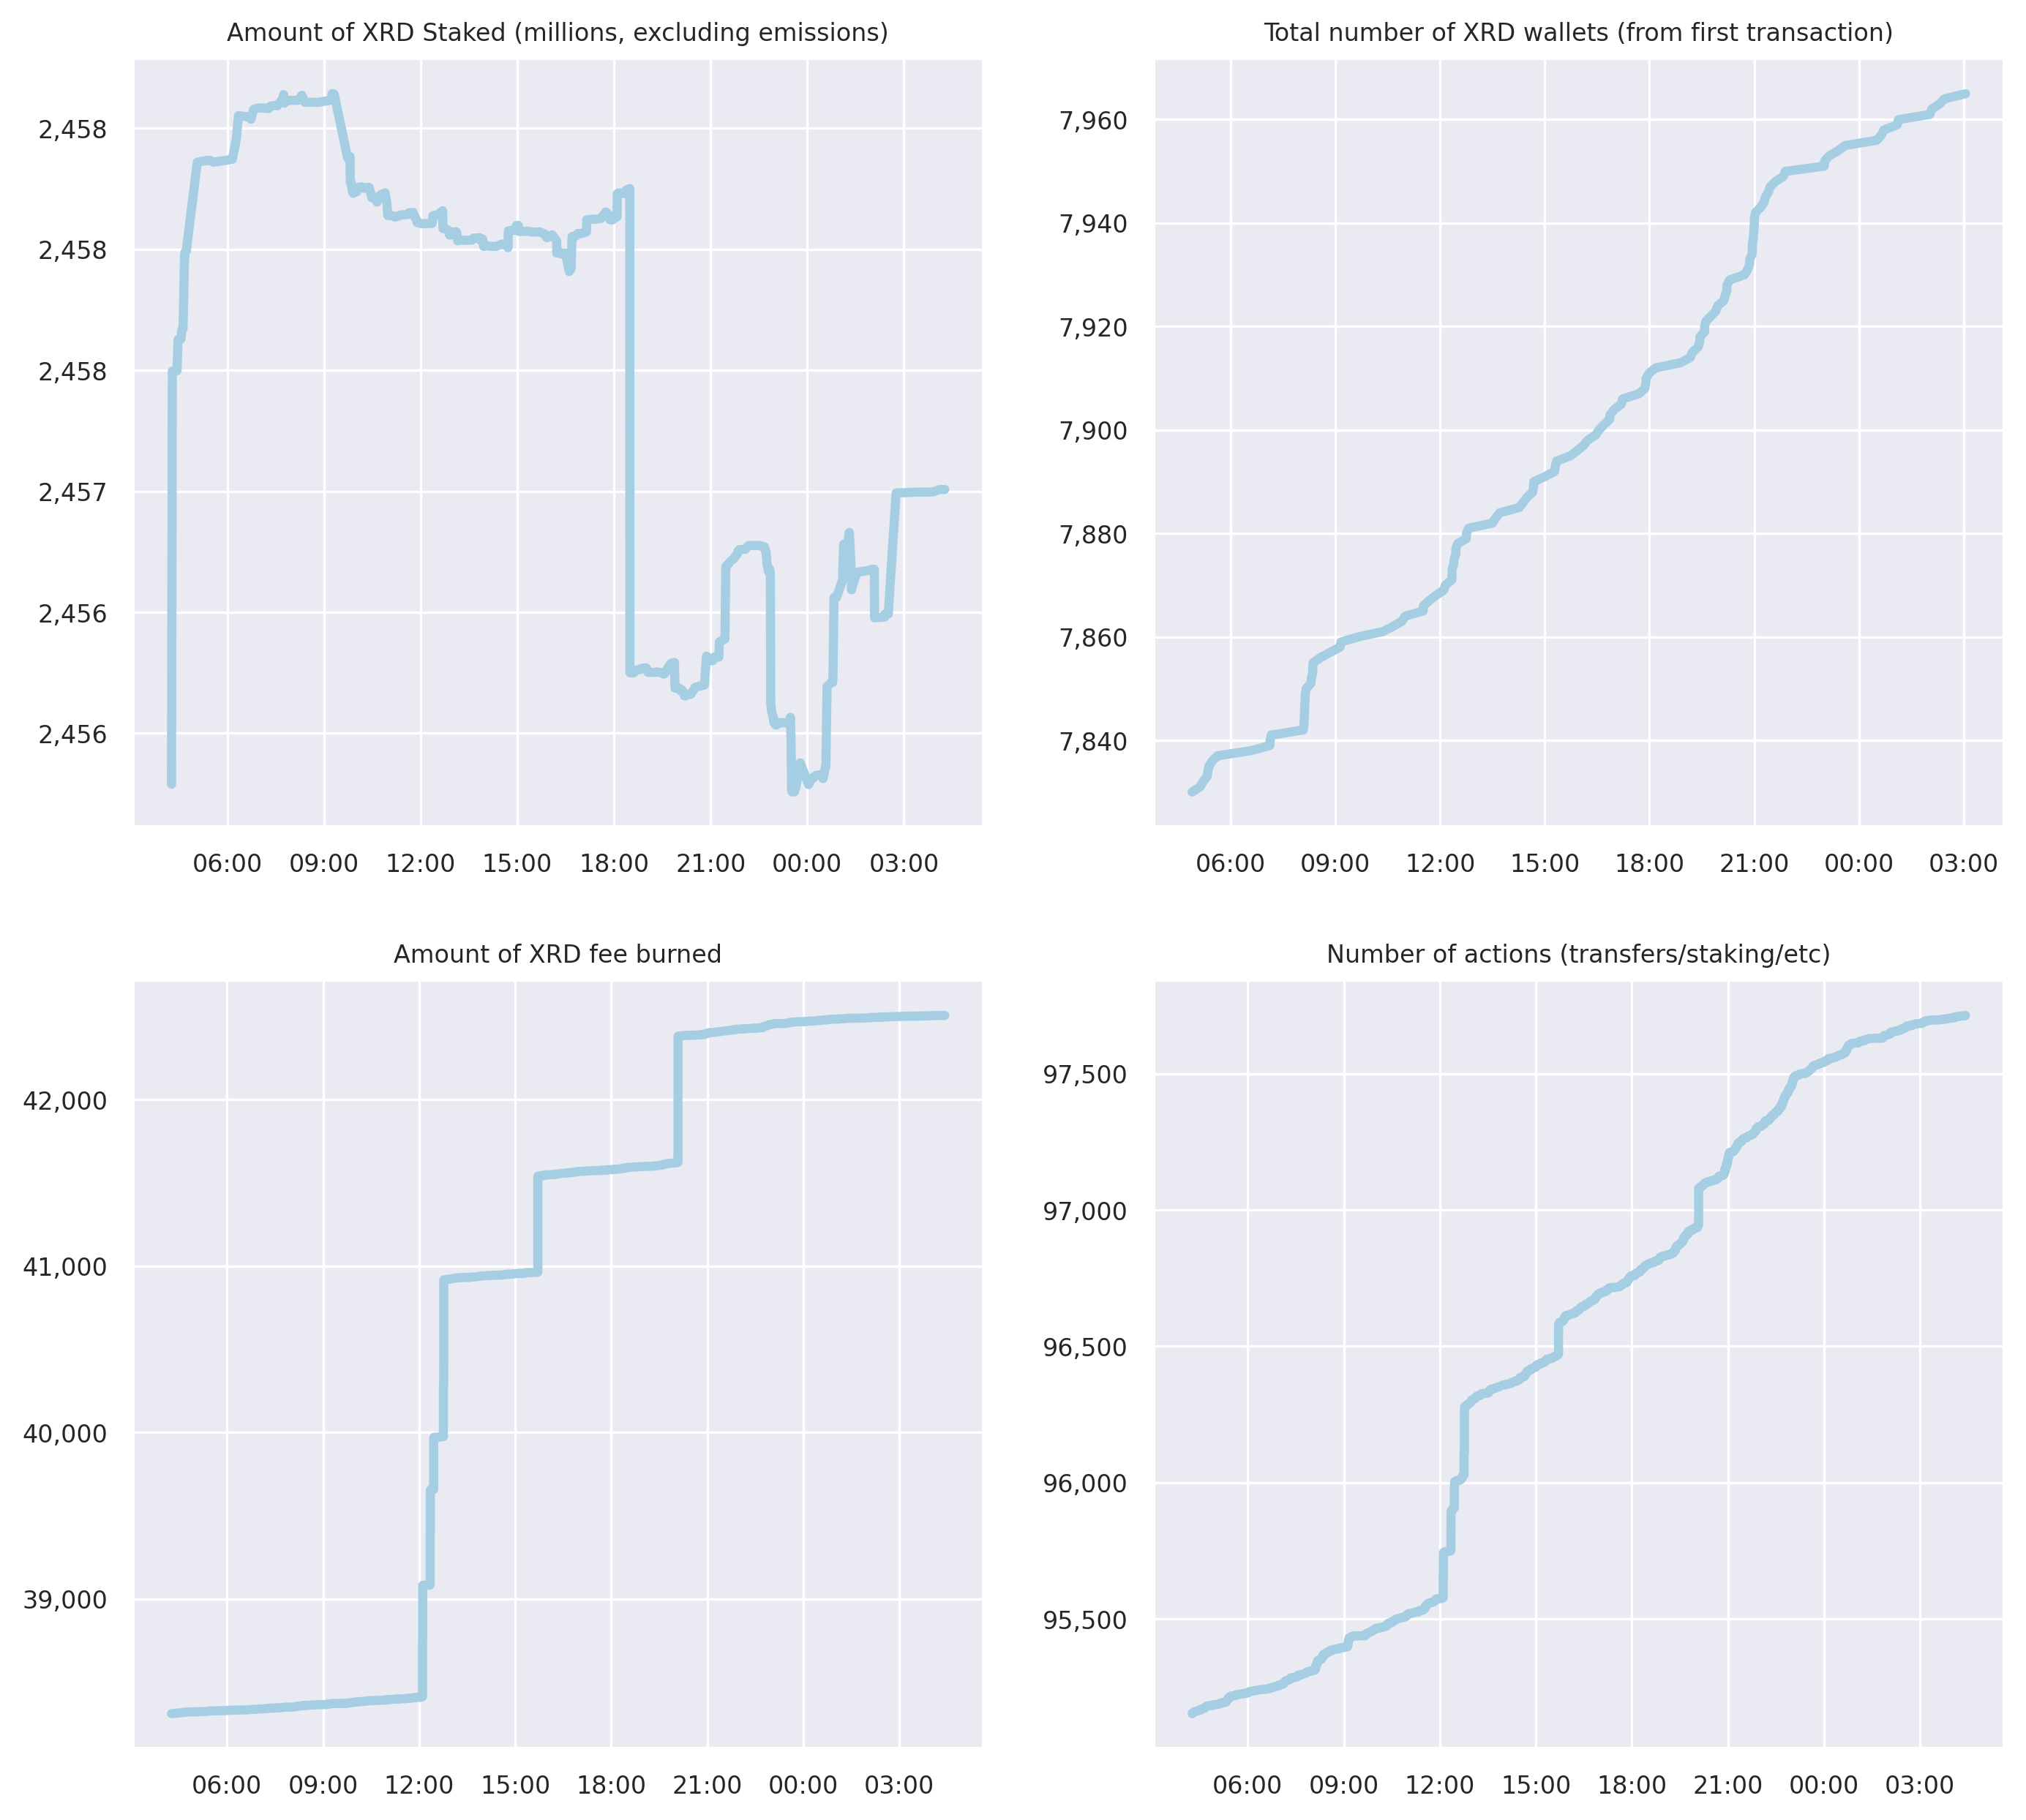 Amount of XRD Staked (millions, excluding emissions)
2,458
2,458
2,458
2,457
2,456
2,456
06:00 09:00 12:00 15:00 18:00 21:00 00:00 03:00
Total number of XRD wallets (from first transaction)
7,960
7,940
7,920
7,900
7,880
7,860
7,840
06:00 09:00 12:00 15:00 18:00 21:00 00:00 03:00
Amount of XRD fee burned
42,000
41,000
40,000
39,000
06:00 09:00 12:00 15:00 18:00 21:00 00:00 03:00
Number of actions (transfers/staking/etc)
97,500
97,000
96,500
96,000
95,500
06:00 09:00 12:00 15:00 18:00 21:00 00:00 03:00